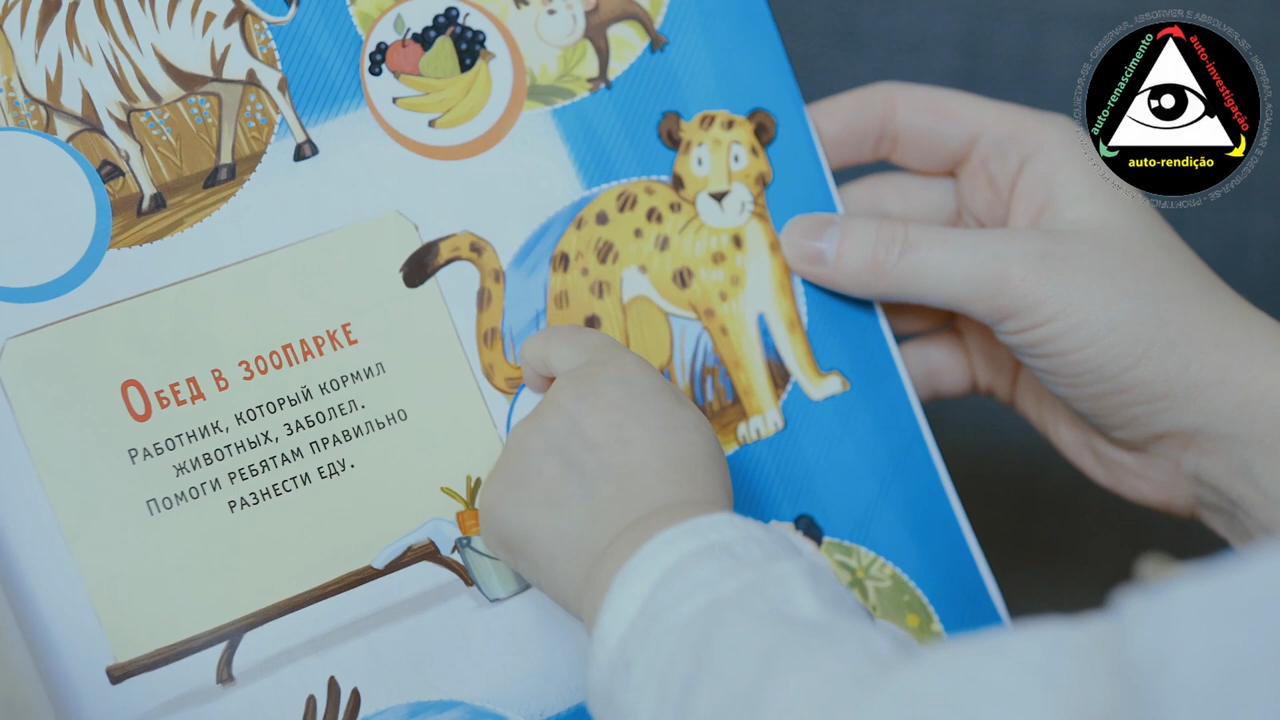 Обед в зоопарке
Работник, который кормил
животных, заболел.
Помоги ребятам правильно
разнести еду.
auto-renascimento
auto-investigação
auto-rendição